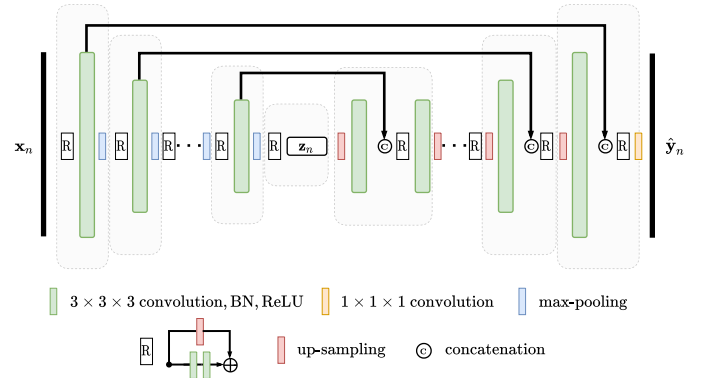 x_n R R R R R z_n C R R C R C R ŷ_n
3 × 3 × 3 convolution, BN, ReLU 1 × 1 × 1 convolution max-pooling
R up-sampling C concatenation